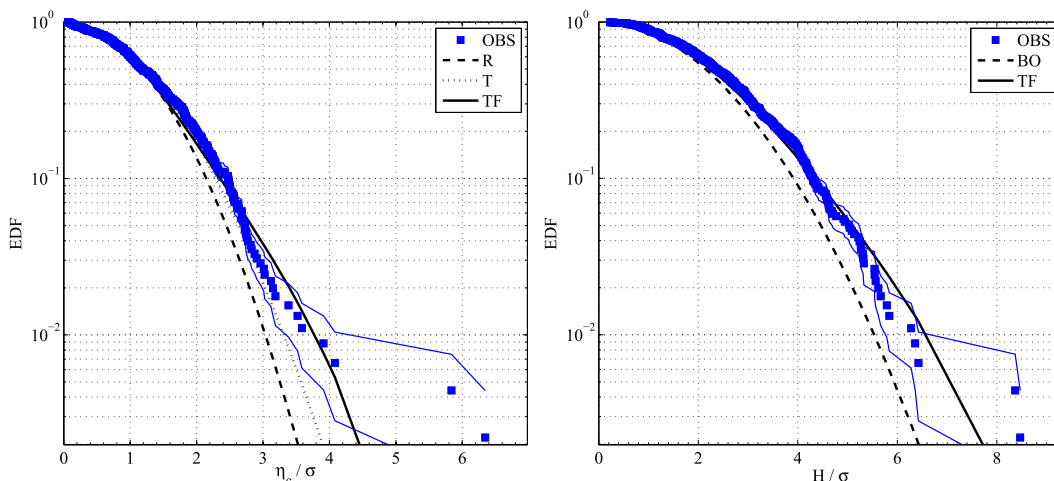 10^0
10^-1
10^-2
EDF
0 1 2 3 4 5 6
η_c / σ
OBS
R
T
TF
10^0
10^-1
10^-2
EDF
0 2 4 6 8
H / σ
OBS
BO
TF